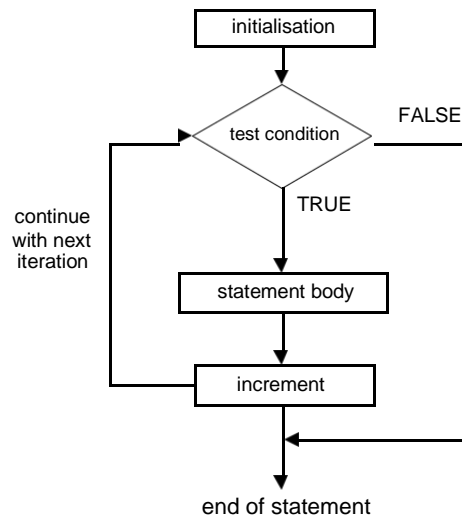 initialisation
test condition
FALSE
TRUE
continue
with next
iteration
statement body
increment
end of statement